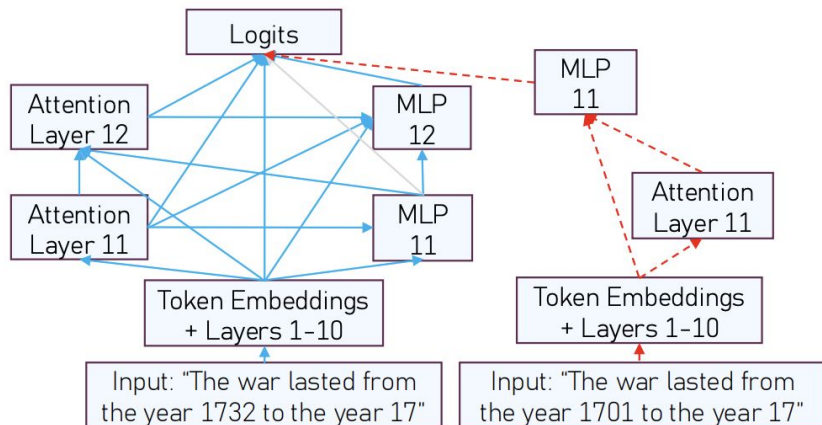 Logits
MLP
11
Attention
Layer 12
MLP
12
Attention
Layer 11
MLP
11
Attention
Layer 11
Token Embeddings
+ Layers 1-10
Token Embeddings
+ Layers 1-10
Input: “The war lasted from
the year 1732 to the year 17”
Input: “The war lasted from
the year 1701 to the year 17”